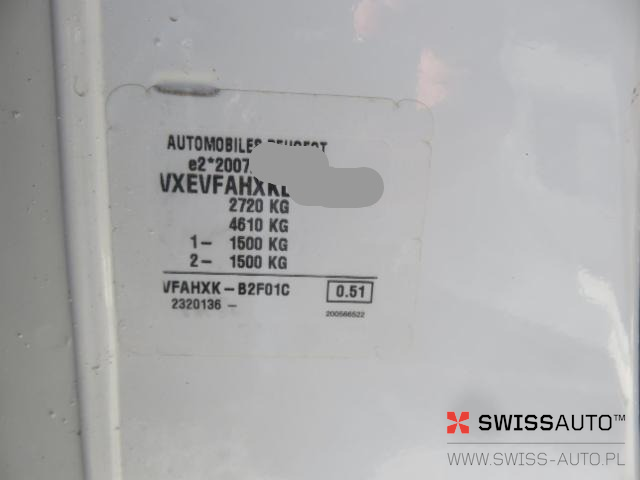 AUTOMOBILES PEUGEOT
e2*2007
VXEVFAHXK
2720 KG
4610 KG
1- 1500 KG
2- 1500 KG
VFAHXK-B2F01C 0.51
2320136 -
200566522
SWISSAUTO™
WWW.SWISS-AUTO.PL